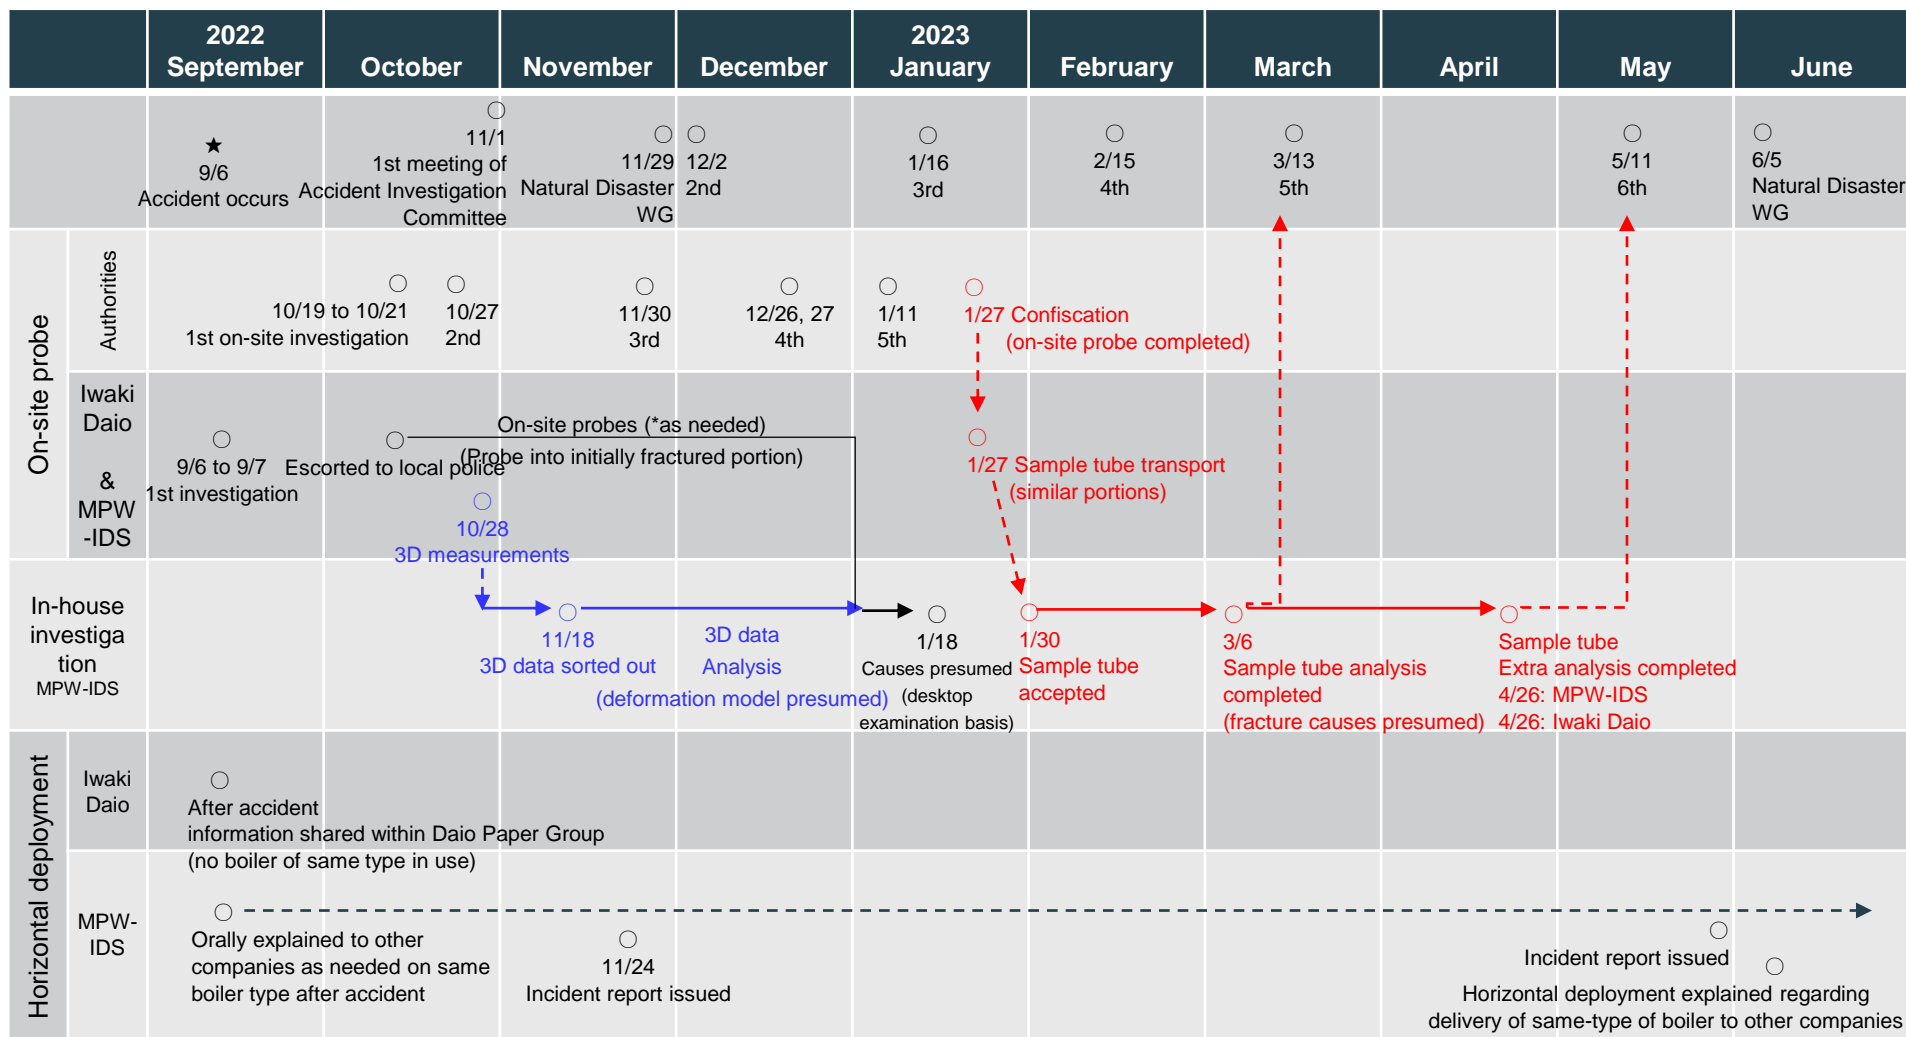 2022
September
October
November
December
2023
January
February
March
April
May
June
★
9/6
Accident occurs
11/1
1st meeting of
Accident Investigation
Committee
11/29
Natural Disaster
WG
12/2
2nd
1/16
3rd
2/15
4th
3/13
5th
5/11
6th
6/5
Natural Disaster
WG
On-site probe
Authorities
10/19 to 10/21
1st on-site investigation
10/27
2nd
11/30
3rd
12/26, 27
4th
1/11
5th
1/27 Confiscation
(on-site probe completed)
Iwaki
Daio
&
MPW
-IDS
9/6 to 9/7
1st investigation
Escorted to local police
On-site probes (*as needed)
(Probe into initially fractured portion)
10/28
3D measurements
1/27 Sample tube transport
(similar portions)
In-house
investiga
tion
MPW-IDS
11/18
3D data sorted out
3D data
Analysis
(deformation model presumed)
1/18
Causes presumed
(desktop
examination basis)
1/30
Sample tube
accepted
3/6
Sample tube analysis
completed
(fracture causes presumed)
Sample tube
Extra analysis completed
4/26: MPW-IDS
4/26: Iwaki Daio
Horizontal deployment
Iwaki
Daio
After accident
information shared within Daio Paper Group
(no boiler of same type in use)
MPW-
IDS
Orally explained to other
companies as needed on same
boiler type after accident
11/24
Incident report issued
Incident report issued
Horizontal deployment explained regarding
delivery of same-type of boiler to other companies